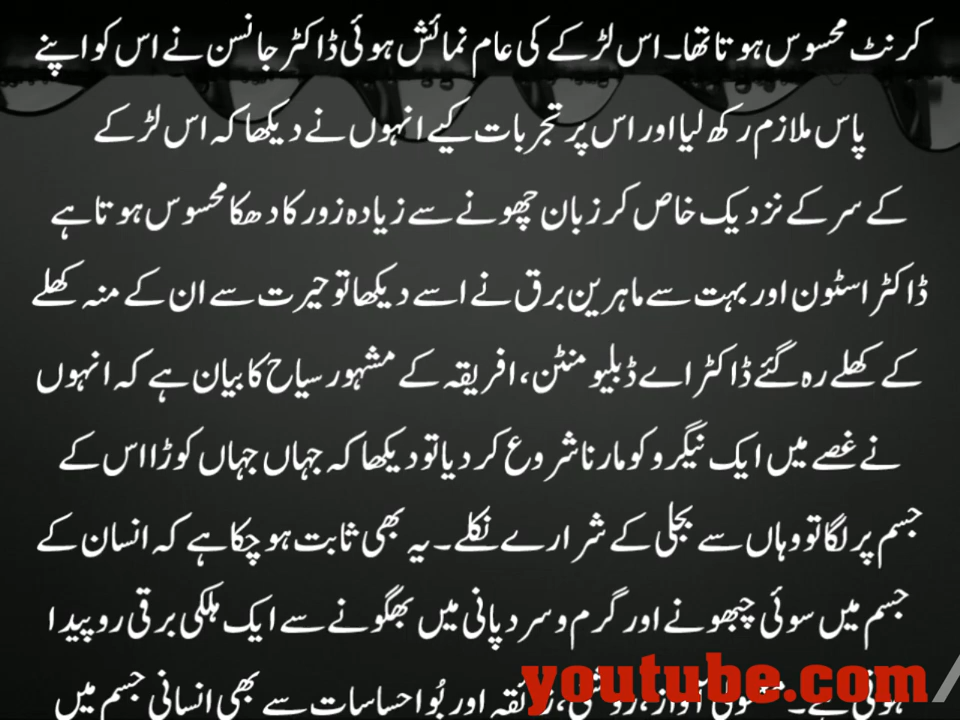 کرنٹ محسوس ہوتا تھا۔ اس لڑکے کی عام نمائش ہوئی ڈاکٹر جانسن نے اس کو اپنے
پاس ملازم رکھ لیا اور اس پر تجربات کیے انہوں نے دیکھا کہ اس لڑکے
کے سر کے نزدیک خاص کر زبان چھونے سے زیادہ زور کا دھکا محسوس ہوتا ہے
ڈاکٹر اسٹون اور بہت سے ماہرین برق نے اسے دیکھا تو حیرت سے ان کے منہ کھلے
کے کھلے رہ گئے ڈاکٹر اے ڈبلیو منٹن، افریقہ کے مشہور سیاح کا بیان ہے کہ انہوں
نے غصے میں ایک نیگرو کو مارنا شروع کر دیا تو دیکھا کہ جہاں جہاں کوڑا اس کے
جسم پر لگا تو وہاں سے بجلی کے شرارے نکلے۔ یہ بھی ثابت ہو چکا ہے کہ انسان کے
جسم میں سوئی چبھونے اور گرم و سرد پانی میں بھگونے سے ایک ہلکی برقی رو پیدا
ہوتی ہے۔ آواز، روشنی، ذائقہ اور بُو احساسات سے بھی انسانی جسم میں
youtube.com/